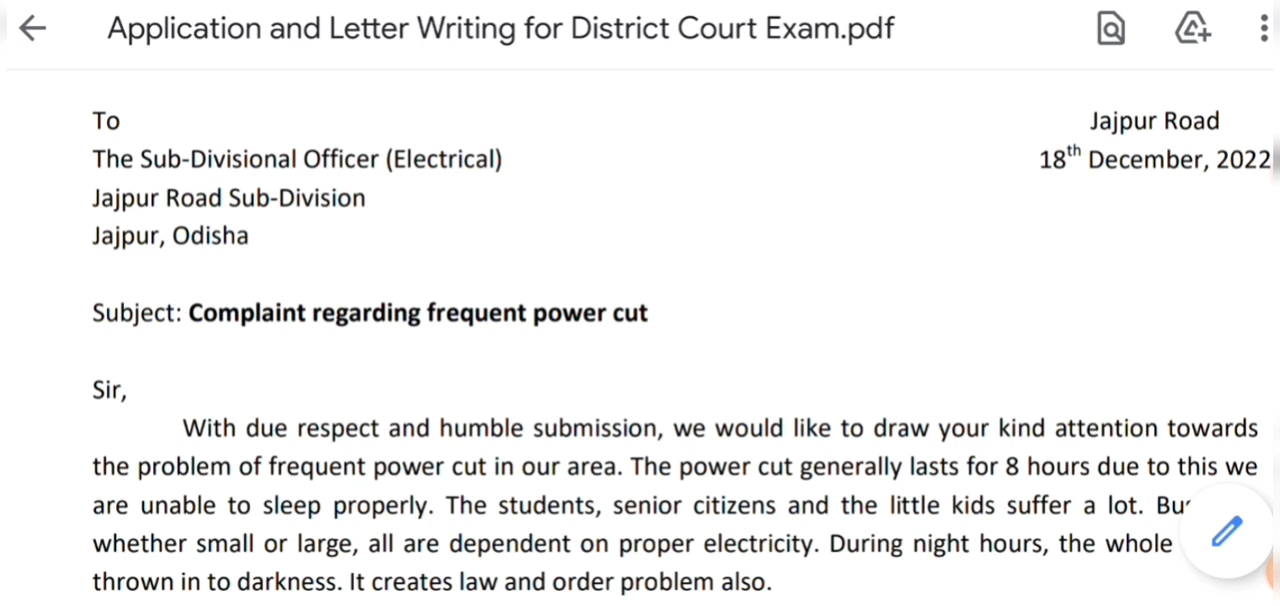 Application and Letter Writing for District Court Exam.pdf
To
Jajpur Road
The Sub-Divisional Officer (Electrical)
18th December, 2022
Jajpur Road Sub-Division
Jajpur, Odisha
Subject: Complaint regarding frequent power cut
Sir,
With due respect and humble submission, we would like to draw your kind attention towards
the problem of frequent power cut in our area. The power cut generally lasts for 8 hours due to this we
are unable to sleep properly. The students, senior citizens and the little kids suffer a lot.
whether small or large, all are dependent on proper electricity. During night hours, the whole
thrown in to darkness. It creates law and order problem also.